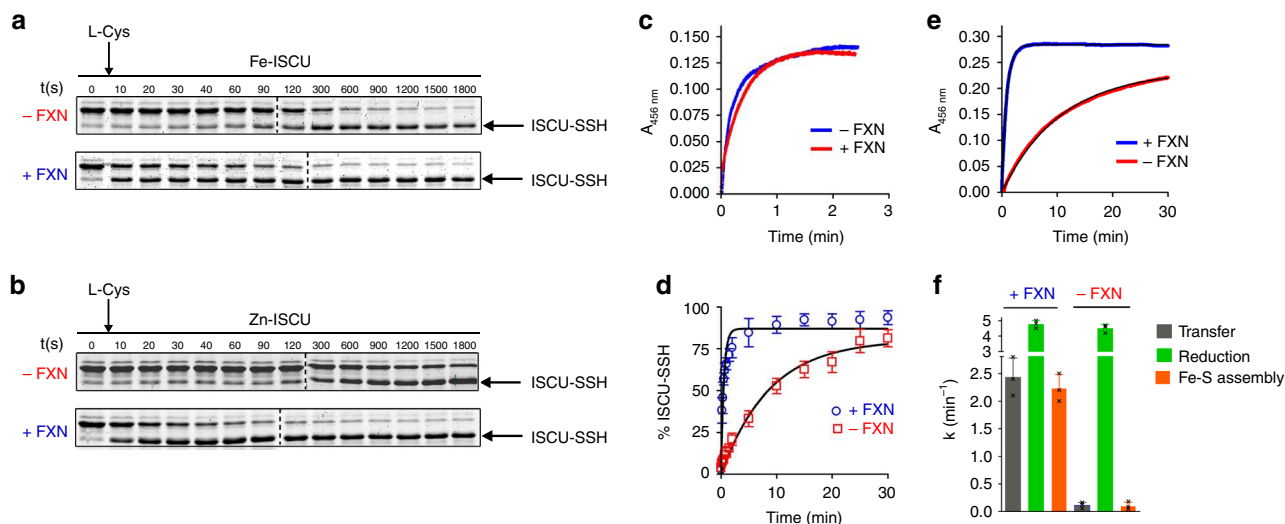 a
L-Cys
Fe-ISCU
t(s) 0 10 20 30 40 60 90 120 300 600 900 1200 1500 1800
– FXN
ISCU-SSH
+ FXN
ISCU-SSH
b
L-Cys
Zn-ISCU
t(s) 0 10 20 30 40 60 90 120 300 600 900 1200 1500 1800
– FXN
ISCU-SSH
+ FXN
ISCU-SSH
c
A456 nm
0.150
0.125
0.100
0.075
0.050
0.025
0.000
– FXN
+ FXN
0 1 2 3
Time (min)
d
% ISCU-SSH
100
75
50
25
0
+ FXN
– FXN
0 10 20 30
Time (min)
e
A456 nm
0.30
0.20
0.10
0.00
+ FXN
– FXN
0 10 20 30
Time (min)
f
+ FXN – FXN
k (min⁻¹)
5
4
3
2.5
2.0
1.5
1.0
0.5
0.0
Transfer
Reduction
Fe-S assembly